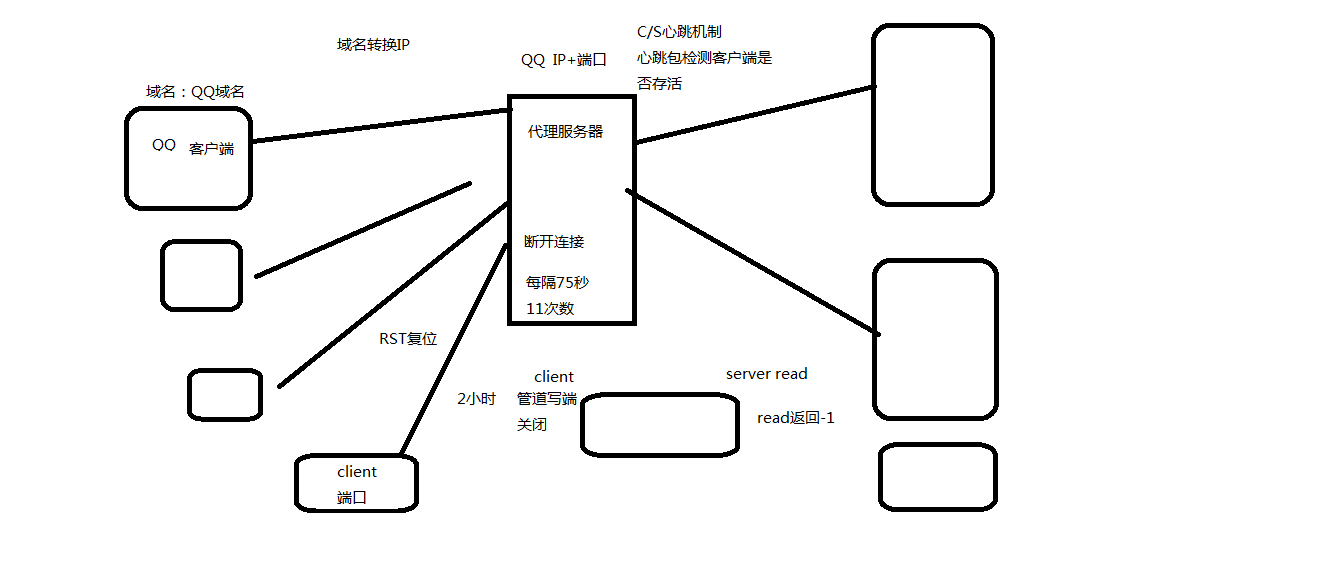 域名转换IP
C/S心跳机制
心跳包检测客户端是
否存活
QQ IP+端口
域名：QQ域名
QQ 客户端
代理服务器
断开连接
每隔75秒
11次数
RST复位
2小时
client
管道写端
关闭
server read
read返回-1
client
端口